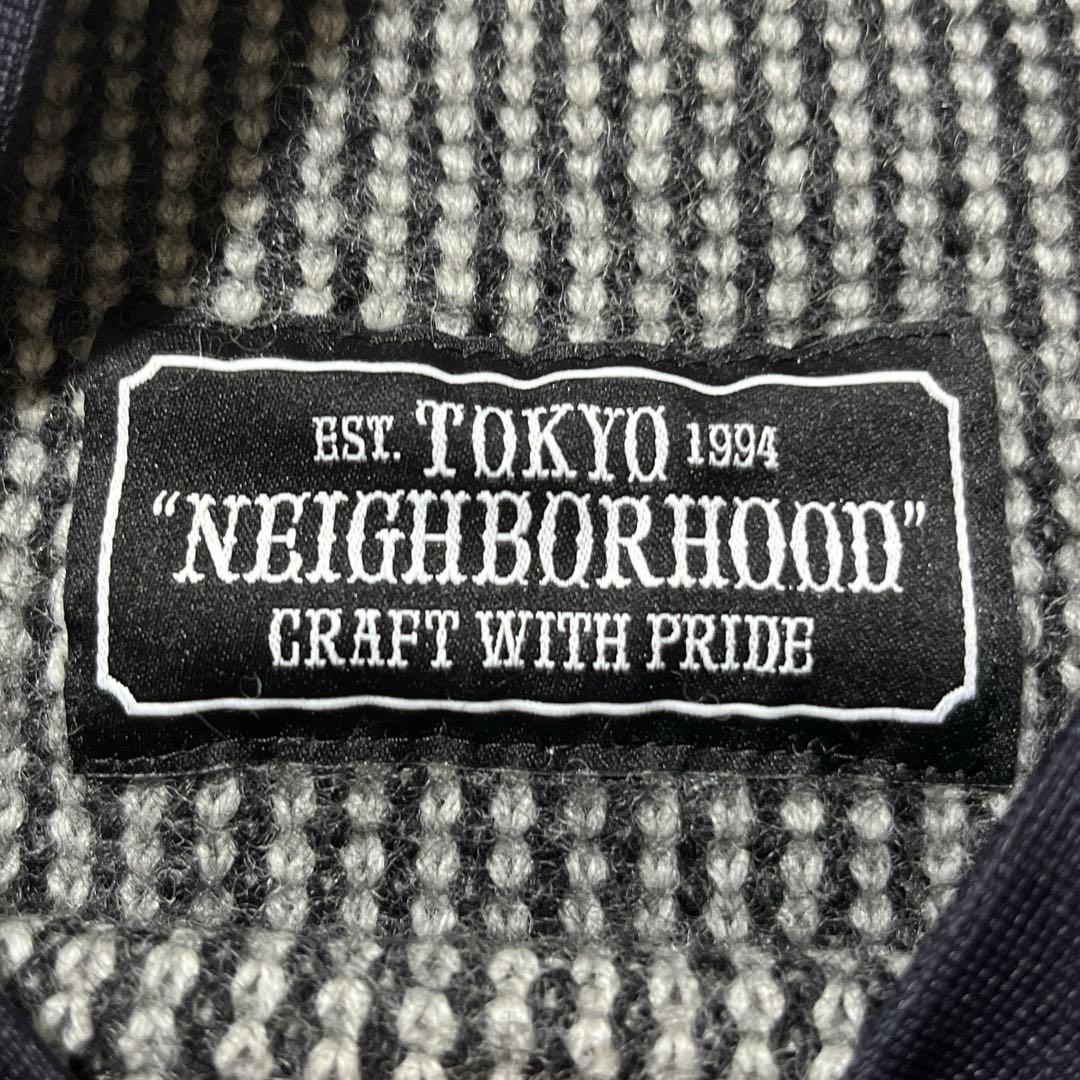 EST. TOKYO 1994
“NEIGHBORHOOD”
CRAFT WITH PRIDE